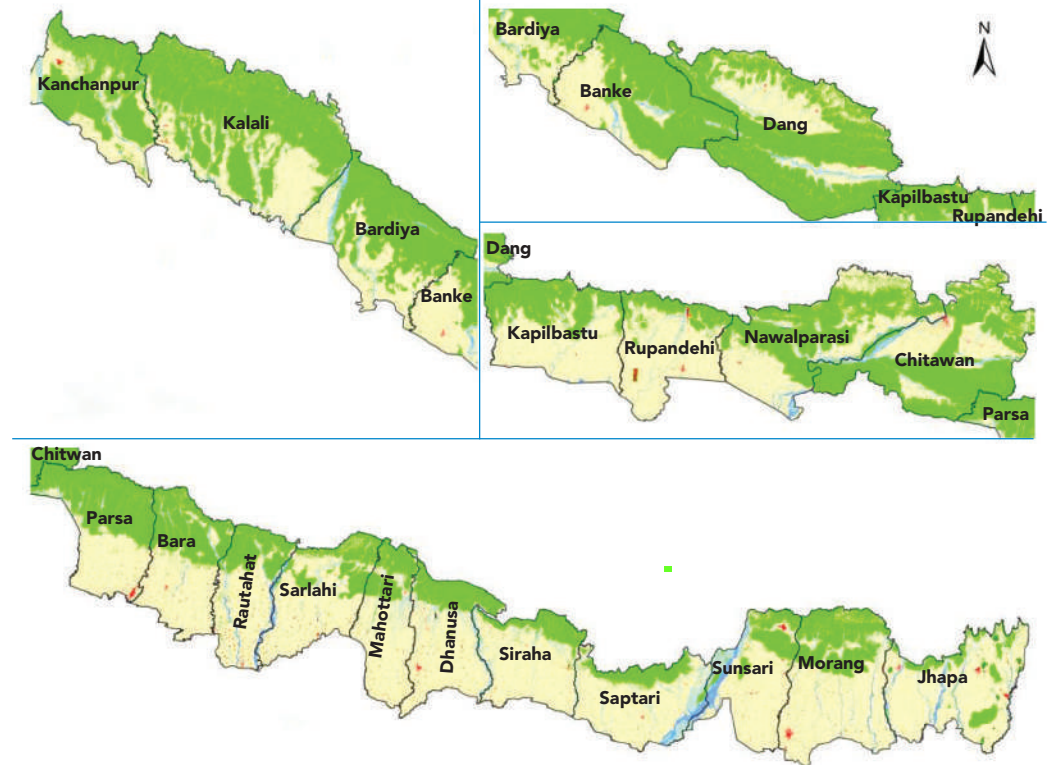 Kanchanpur
Kalali
Bardiya
Banke
Bardiya
Banke
Dang
Kapilbastu
Rupandehi
N
Dang
Kapilbastu
Rupandehi
Nawalparasi
Chitawan
Parsa
Chitwan
Parsa
Bara
Rautahat
Sarlahi
Mahottari
Dhanusa
Siraha
Saptari
Sunsari
Morang
Jhapa